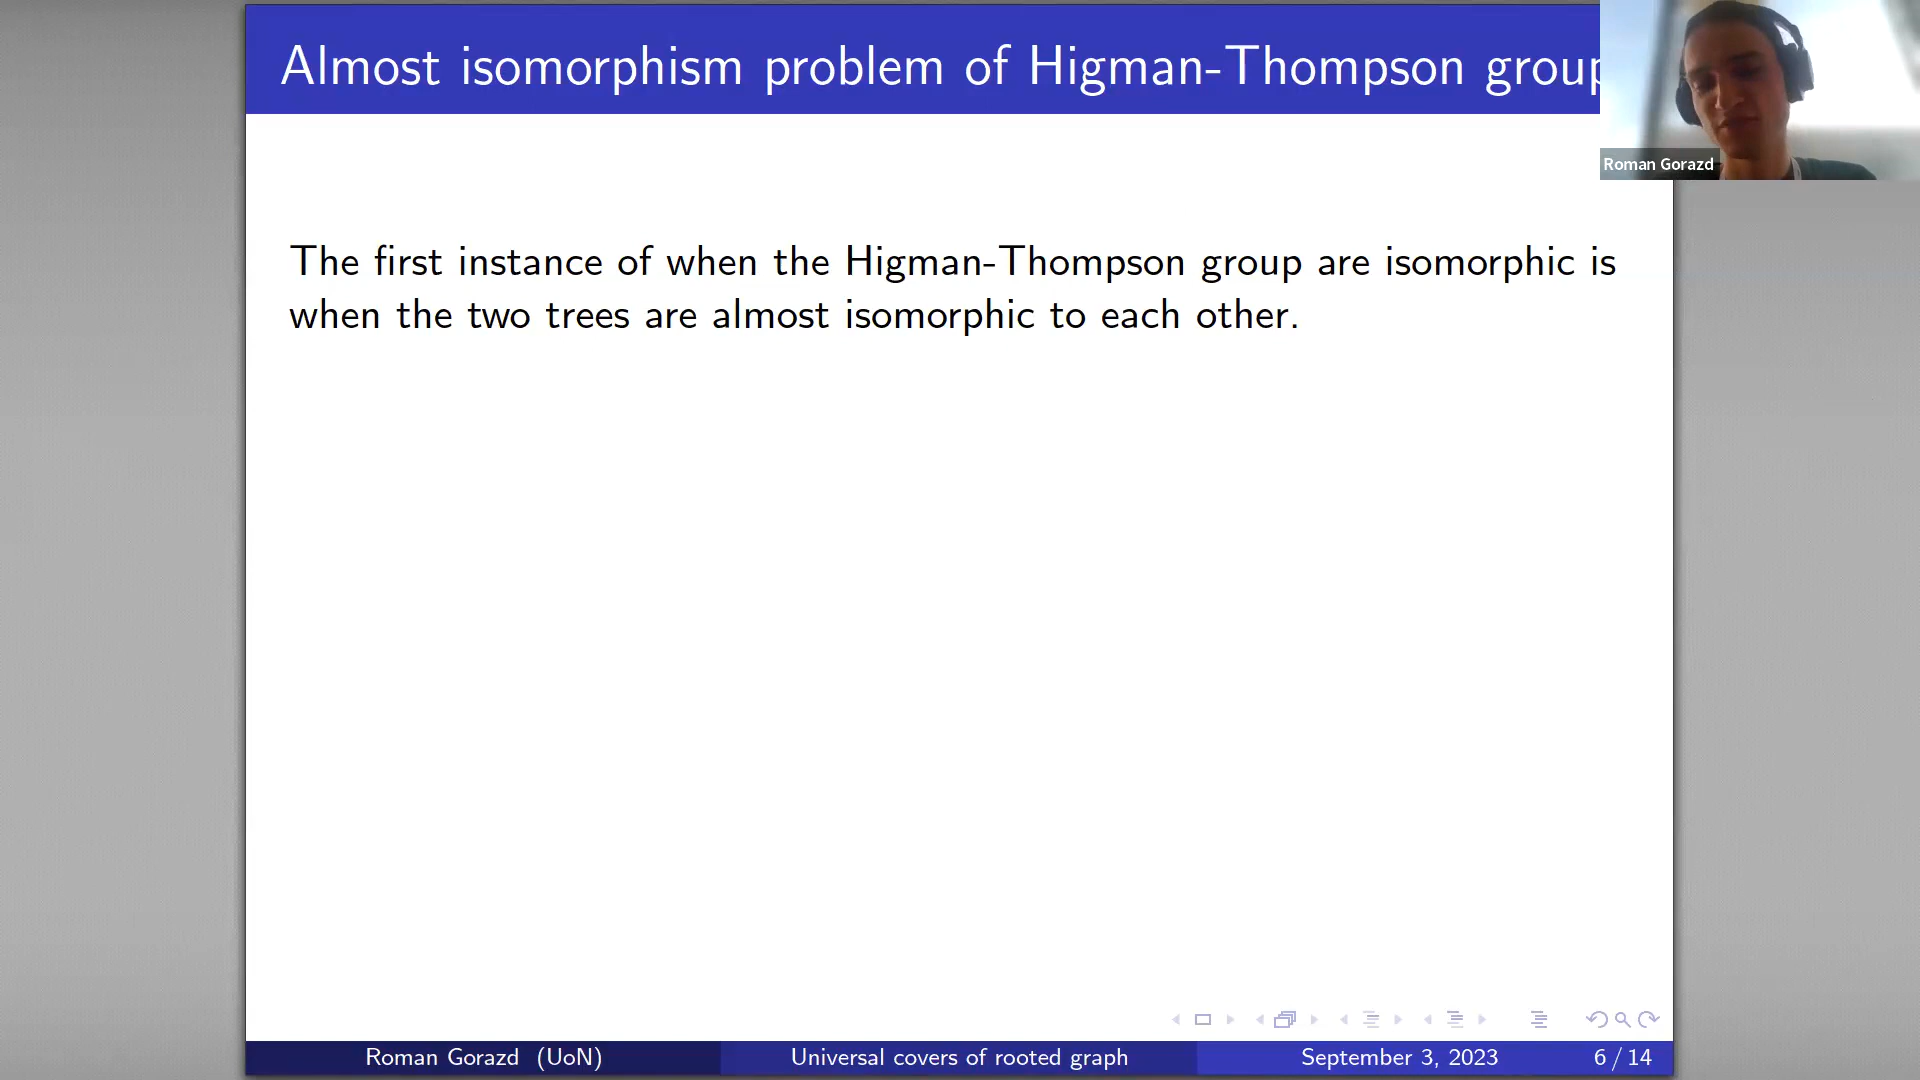 Almost isomorphism problem of Higman-Thompson group
Roman Gorazd
The first instance of when the Higman-Thompson group are isomorphic is
when the two trees are almost isomorphic to each other.
Roman Gorazd (UoN)
Universal covers of rooted graph
September 3, 2023
6 / 14